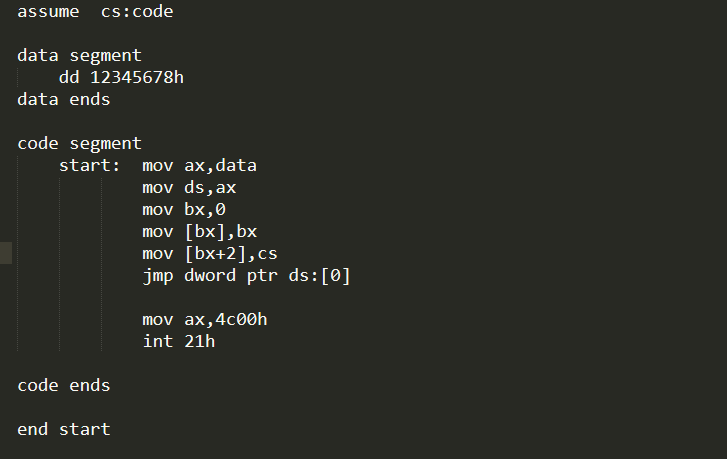 assume  cs:code
data segment
    dd 12345678h
data ends
code segment
    start:  mov ax,data
            mov ds,ax
            mov bx,0
            mov [bx],bx
            mov [bx+2],cs
            jmp dword ptr ds:[0]
            mov ax,4c00h
            int 21h
code ends
end start